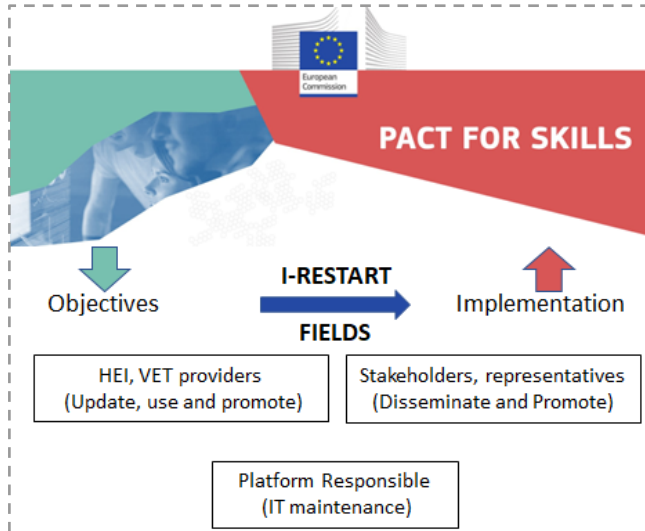 European
Commission
PACT FOR SKILLS
I-RESTART
Objectives
Implementation
FIELDS
HEI, VET providers
(Update, use and promote)
Stakeholders, representatives
(Disseminate and Promote)
Platform Responsible
(IT maintenance)